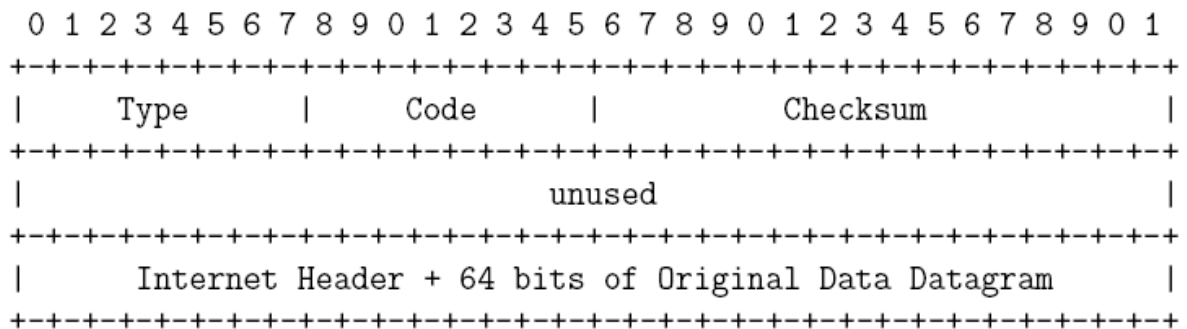 0 1 2 3 4 5 6 7 8 9 0 1 2 3 4 5 6 7 8 9 0 1 2 3 4 5 6 7 8 9 0 1
+-+-+-+-+-+-+-+-+-+-+-+-+-+-+-+-+-+-+-+-+-+-+-+-+-+-+-+-+-+-+-+-+
| Type | Code | Checksum |
+-+-+-+-+-+-+-+-+-+-+-+-+-+-+-+-+-+-+-+-+-+-+-+-+-+-+-+-+-+-+-+-+
| unused |
+-+-+-+-+-+-+-+-+-+-+-+-+-+-+-+-+-+-+-+-+-+-+-+-+-+-+-+-+-+-+-+-+
| Internet Header + 64 bits of Original Data Datagram |
+-+-+-+-+-+-+-+-+-+-+-+-+-+-+-+-+-+-+-+-+-+-+-+-+-+-+-+-+-+-+-+-+